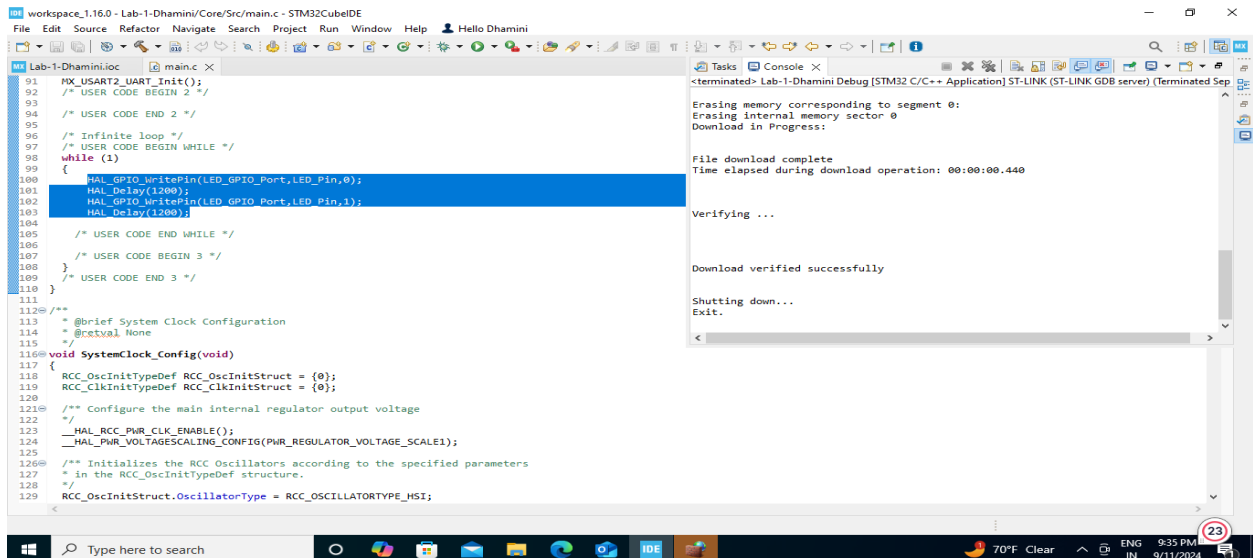 IDE workspace_1.16.0 - Lab-1-Dhamini/Core/Src/main.c - STM32CubeIDE
File Edit Source Refactor Navigate Search Project Run Window Help Hello Dhamini
MX Lab-1-Dhamini.ioc
main.c
91 MX_USART2_UART_Init();
92 /* USER CODE BEGIN 2 */
93
94 /* USER CODE END 2 */
95
96 /* Infinite loop */
97 /* USER CODE BEGIN WHILE */
98 while (1)
99 {
100 HAL_GPIO_WritePin(LED_GPIO_Port,LED_Pin,0);
101 HAL_Delay(1200);
102 HAL_GPIO_WritePin(LED_GPIO_Port,LED_Pin,1);
103 HAL_Delay(1200);
104
105 /* USER CODE END WHILE */
106
107 /* USER CODE BEGIN 3 */
108 }
109 /* USER CODE END 3 */
110 }
111
112 /**
113 * @brief System Clock Configuration
114 * @retval None
115 */
116 void SystemClock_Config(void)
117 {
118 RCC_OscInitTypeDef RCC_OscInitStruct = {0};
119 RCC_ClkInitTypeDef RCC_ClkInitStruct = {0};
120
121 /** Configure the main internal regulator output voltage
122 */
123 __HAL_RCC_PWR_CLK_ENABLE();
124 __HAL_PWR_VOLTAGESCALING_CONFIG(PWR_REGULATOR_VOLTAGE_SCALE1);
125
126 /** Initializes the RCC Oscillators according to the specified parameters
127 * in the RCC_OscInitTypeDef structure.
128 */
129 RCC_OscInitStruct.OscillatorType = RCC_OSCILLATORTYPE_HSI;
Tasks Console
<terminated> Lab-1-Dhamini Debug [STM32 C/C++ Application] ST-LINK (ST-LINK GDB server) (Terminated Sep
Erasing memory corresponding to segment 0:
Erasing internal memory sector 0
Download in Progress:
File download complete
Time elapsed during download operation: 00:00:00.440
Verifying ...
Download verified successfully
Shutting down...
Exit.
23
Type here to search
IDE
70°F Clear
ENG
IN
9:35 PM
9/11/2024